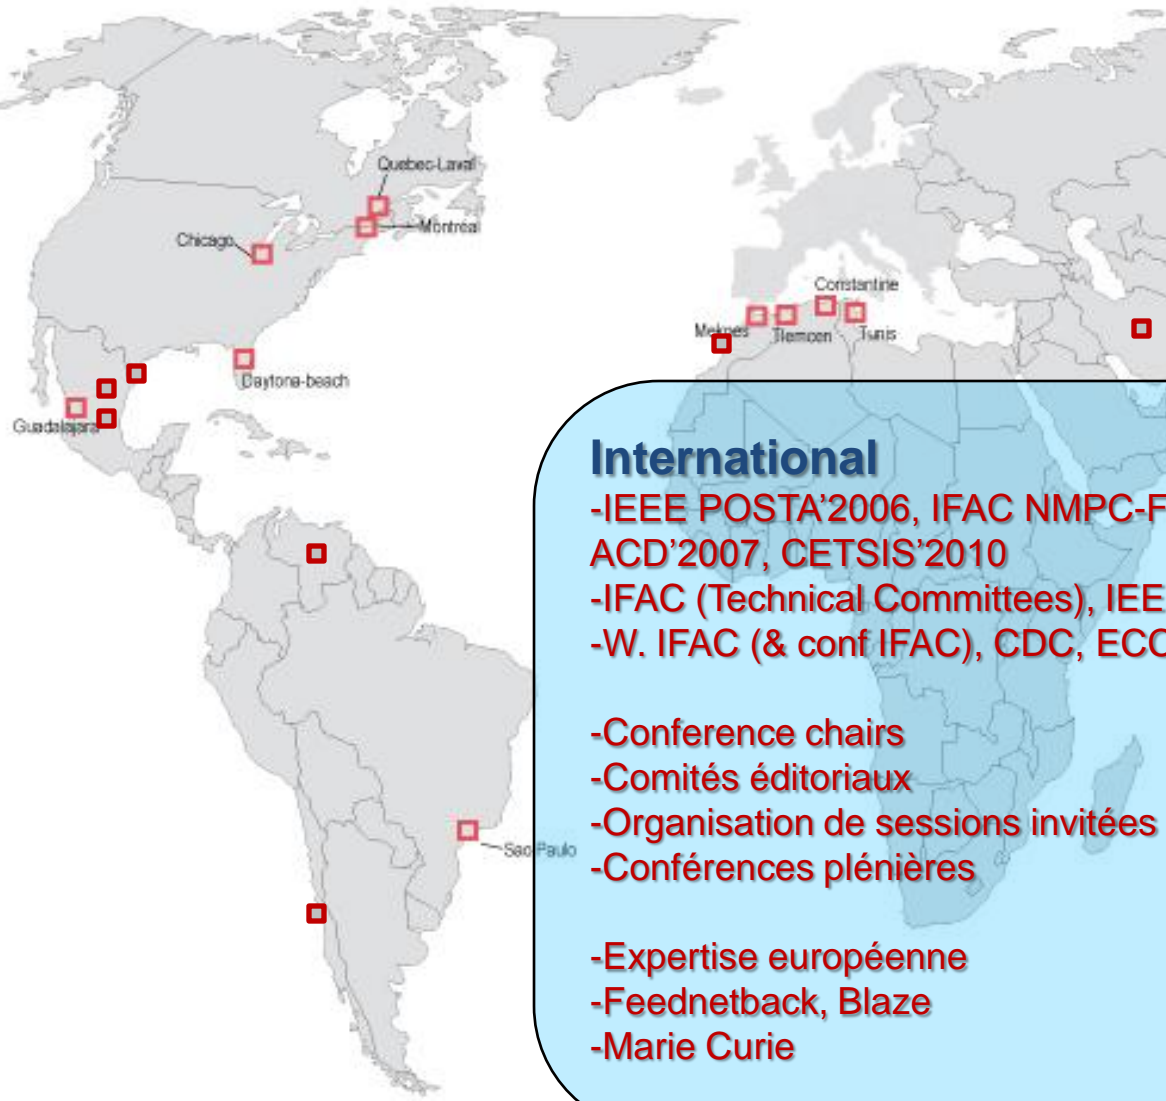 Quebec-Laval
Montréal
Chicago
Daytona-beach
Guadalajara
Sao Paulo
Constantine
Meknes
Tlemcen
Tunis
International
-IEEE POSTA’2006, IFAC NMPC-F
ACD’2007, CETSIS’2010
-IFAC (Technical Committees), IEE
-W. IFAC (& conf IFAC), CDC, ECC
-Conference chairs
-Comités éditoriaux
-Organisation de sessions invitées
-Conférences plénières
-Expertise européenne
-Feednetback, Blaze
-Marie Curie